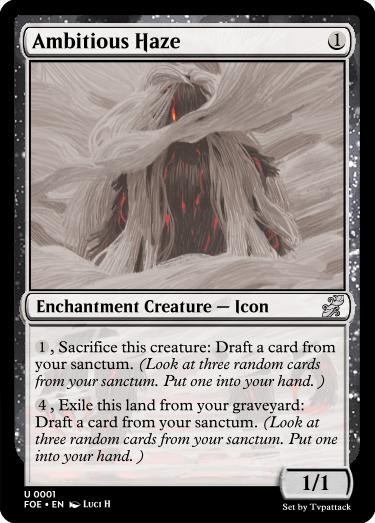 Ambitious Haze 1
Enchantment Creature — Icon
1 , Sacrifice this creature: Draft a card from
your sanctum. (Look at three random cards
from your sanctum. Put one into your hand. )
4 , Exile this land from your graveyard:
Draft a card from your sanctum. (Look at
three random cards from your sanctum. Put one
into your hand. )
1/1
U 0001
FOE • EN Luci H
Set by Tvpattack